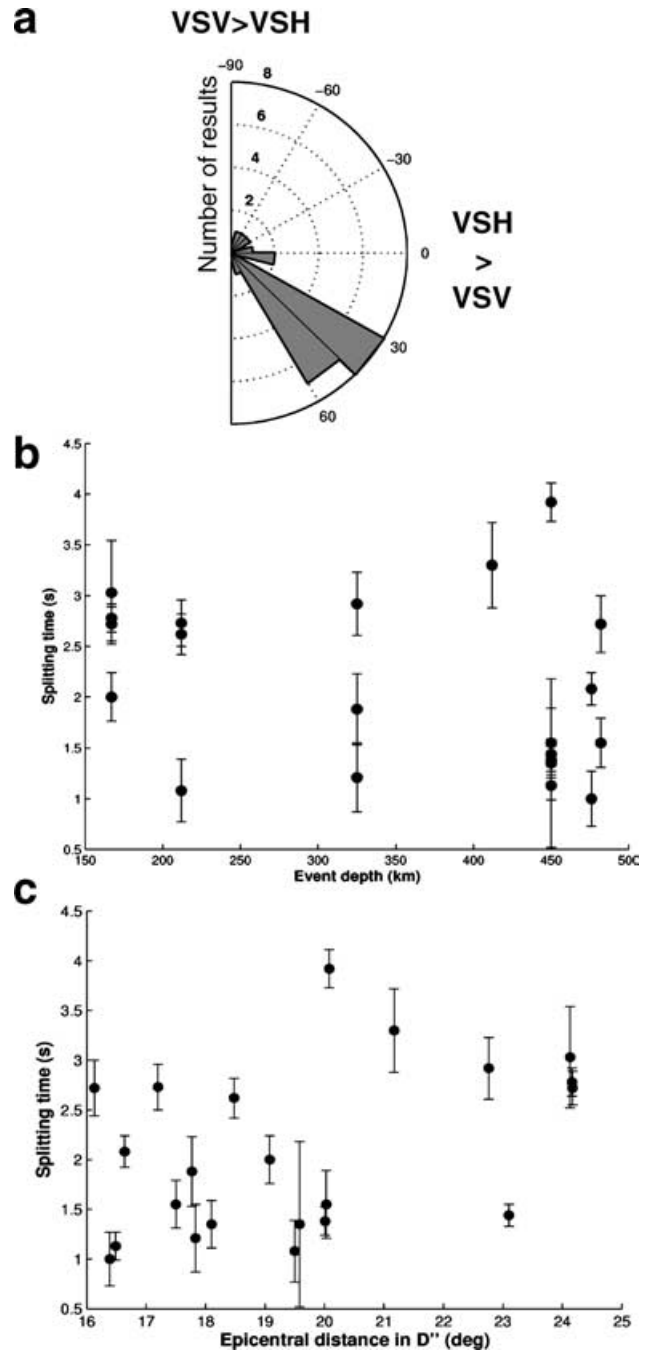 a
VSV>VSH
-90
8
-60
6
4
-30
2
Number of results
0
VSH
>
VSV
30
60
b
4.5
4
3.5
3
2.5
2
1.5
1
0.5
Splitting time (s)
150 200 250 300 350 400 450 500
Event depth (km)
c
4.5
4
3.5
3
2.5
2
1.5
1
0.5
Splitting time (s)
16 17 18 19 20 21 22 23 24 25
Epicentral distance in D" (deg)